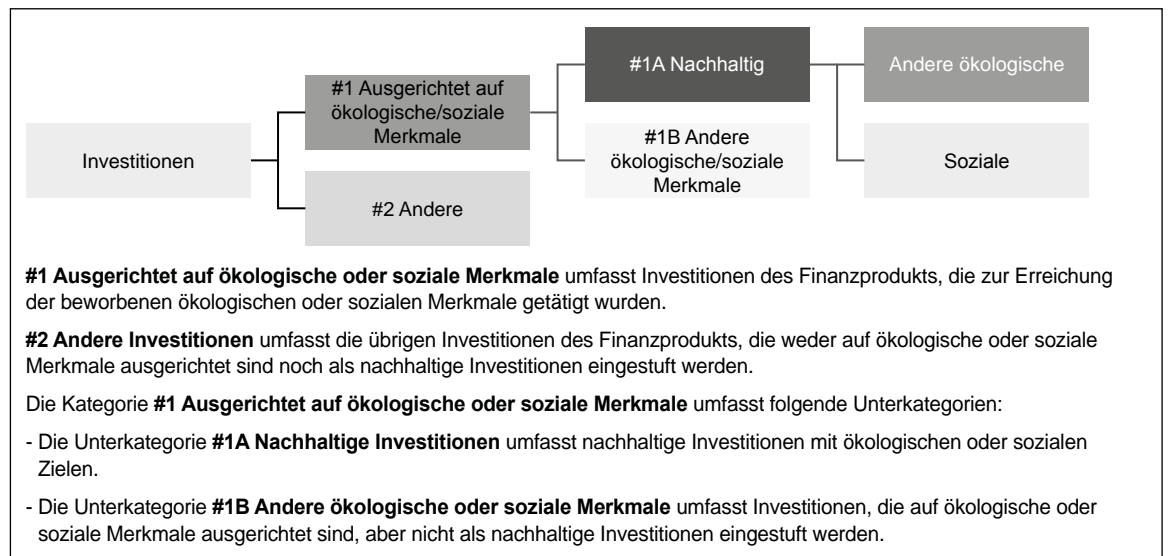 Investitionen
#1 Ausgerichtet auf
ökologische/soziale
Merkmale
#2 Andere
#1A Nachhaltig
#1B Andere
ökologische/soziale
Merkmale
Andere ökologische
Soziale
#1 Ausgerichtet auf ökologische oder soziale Merkmale umfasst Investitionen des Finanzprodukts, die zur Erreichung
der beworbenen ökologischen oder sozialen Merkmale getätigt wurden.
#2 Andere Investitionen umfasst die übrigen Investitionen des Finanzprodukts, die weder auf ökologische oder soziale
Merkmale ausgerichtet sind noch als nachhaltige Investitionen eingestuft werden.
Die Kategorie #1 Ausgerichtet auf ökologische oder soziale Merkmale umfasst folgende Unterkategorien:
- Die Unterkategorie #1A Nachhaltige Investitionen umfasst nachhaltige Investitionen mit ökologischen oder sozialen
Zielen.
- Die Unterkategorie #1B Andere ökologische oder soziale Merkmale umfasst Investitionen, die auf ökologische oder
soziale Merkmale ausgerichtet sind, aber nicht als nachhaltige Investitionen eingestuft werden.